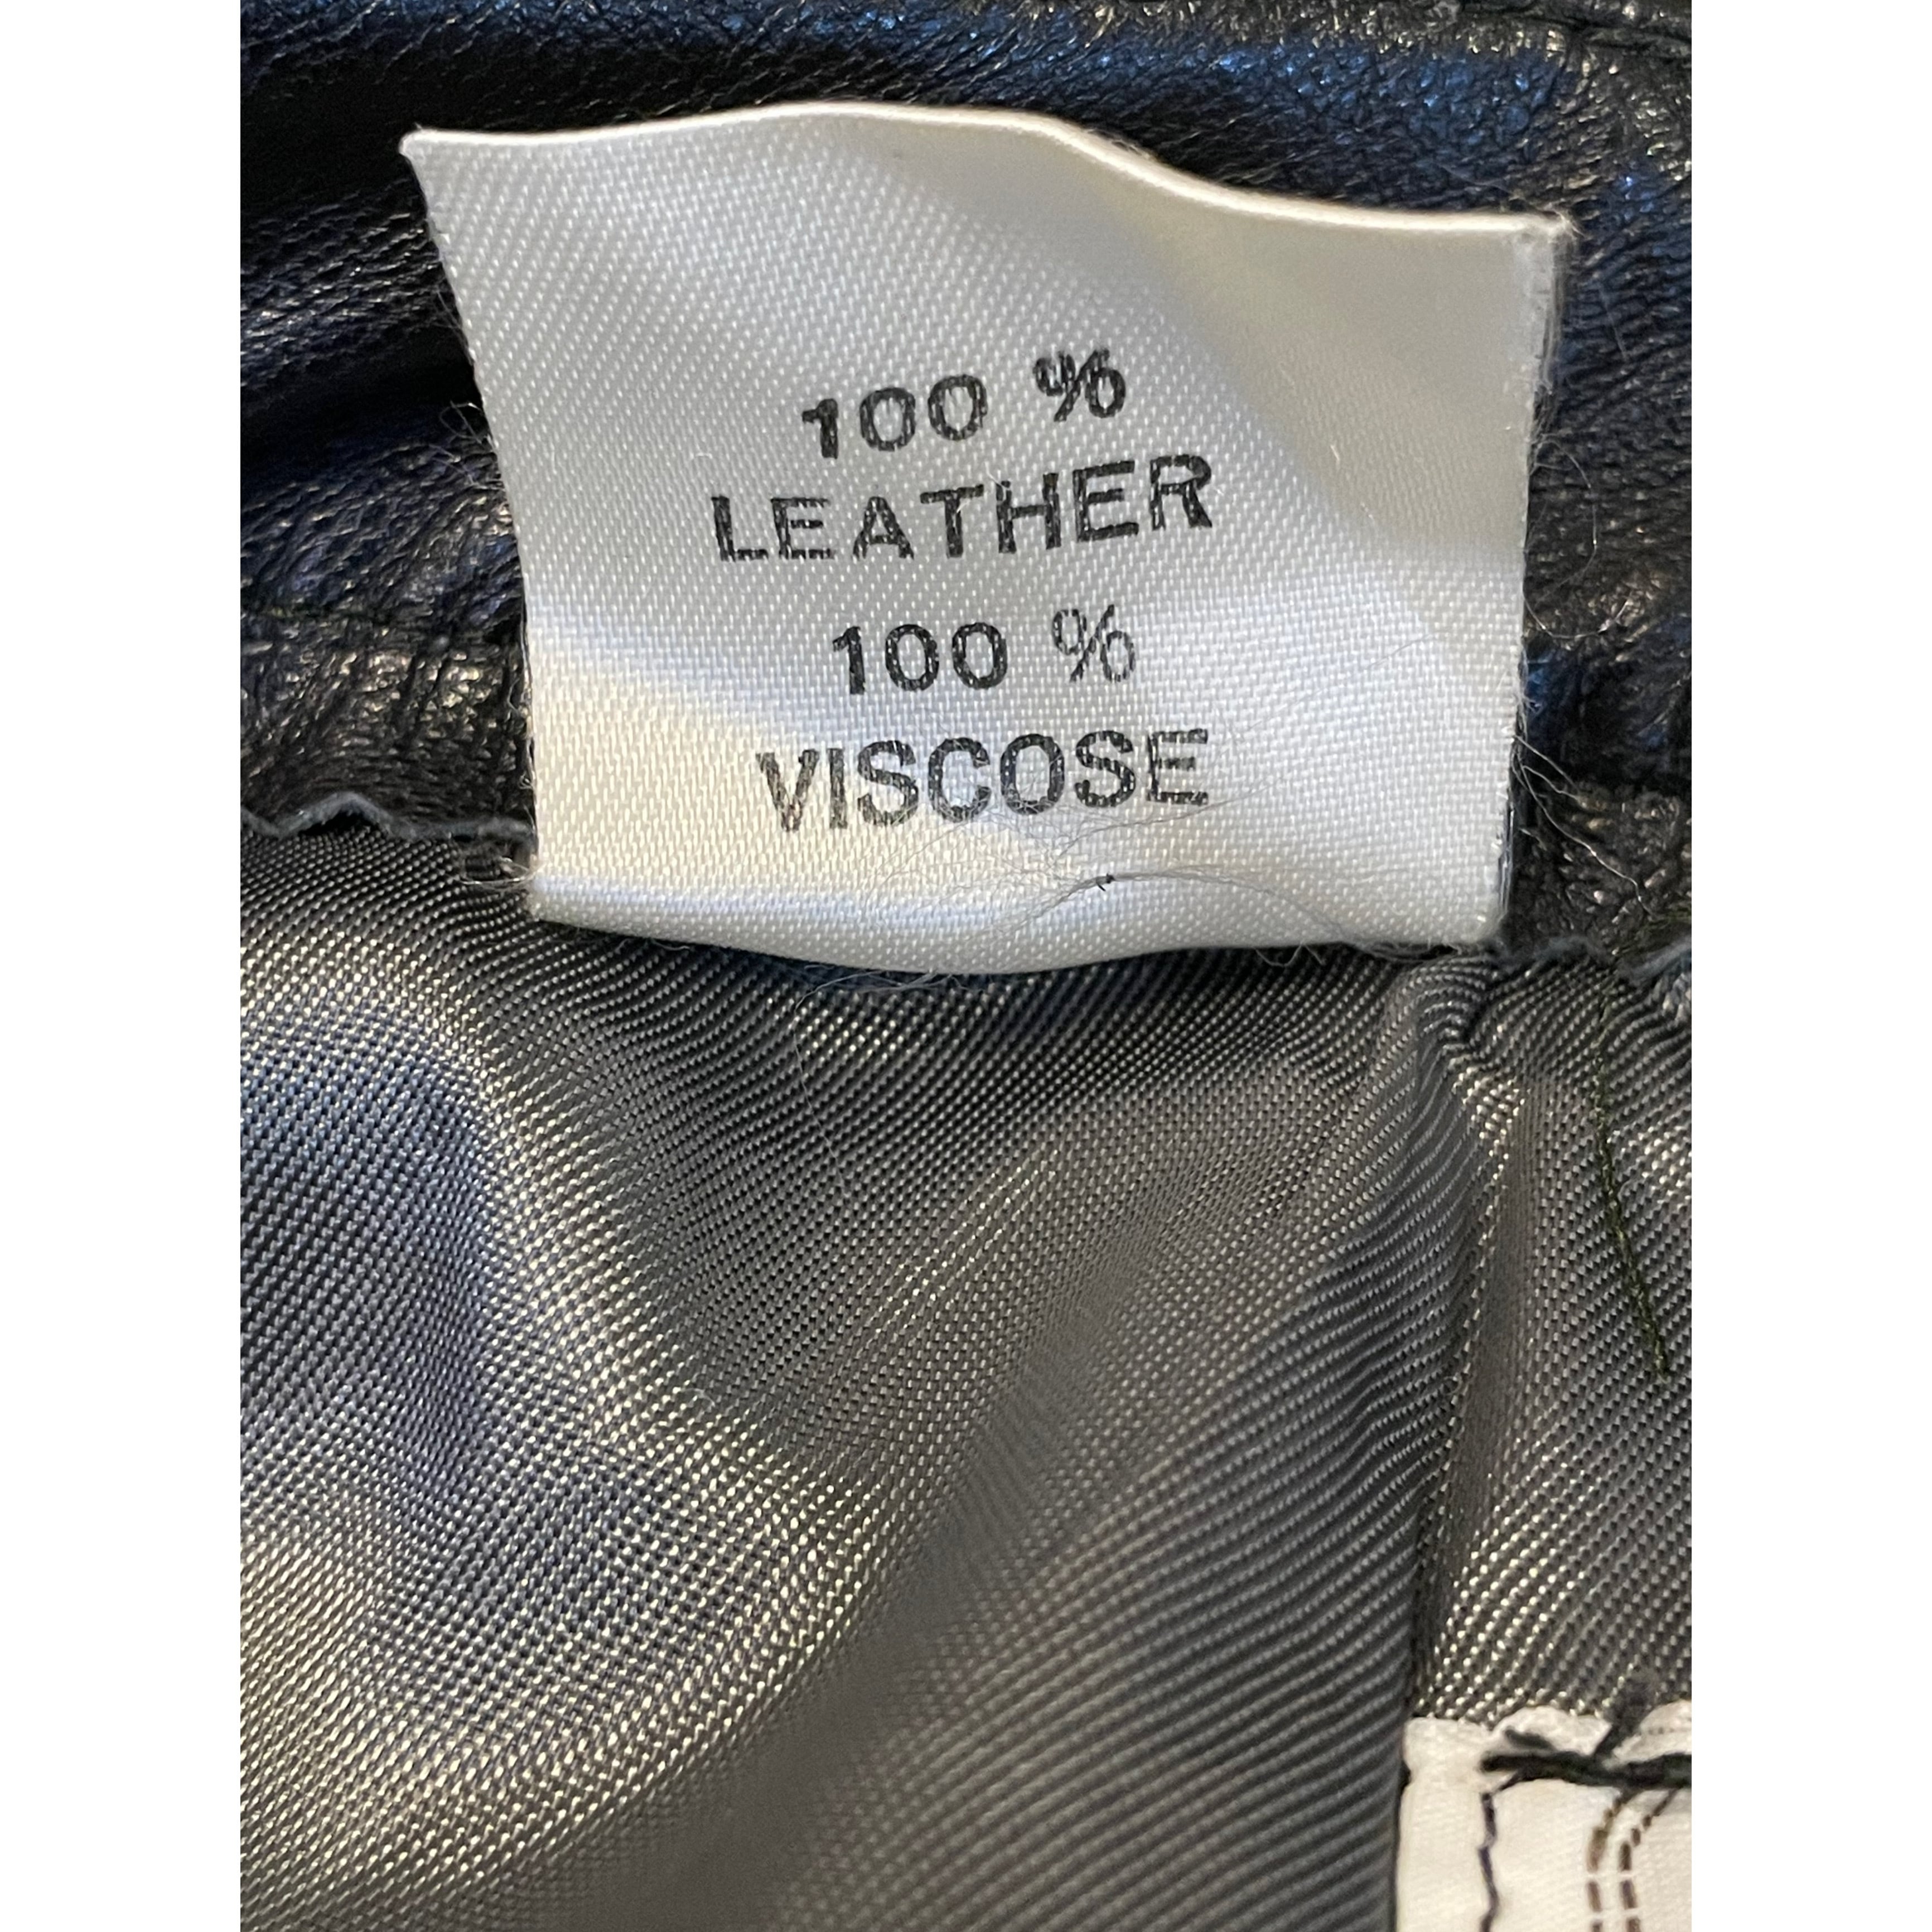 100 %
LEATHER
100 %
VISCOSE